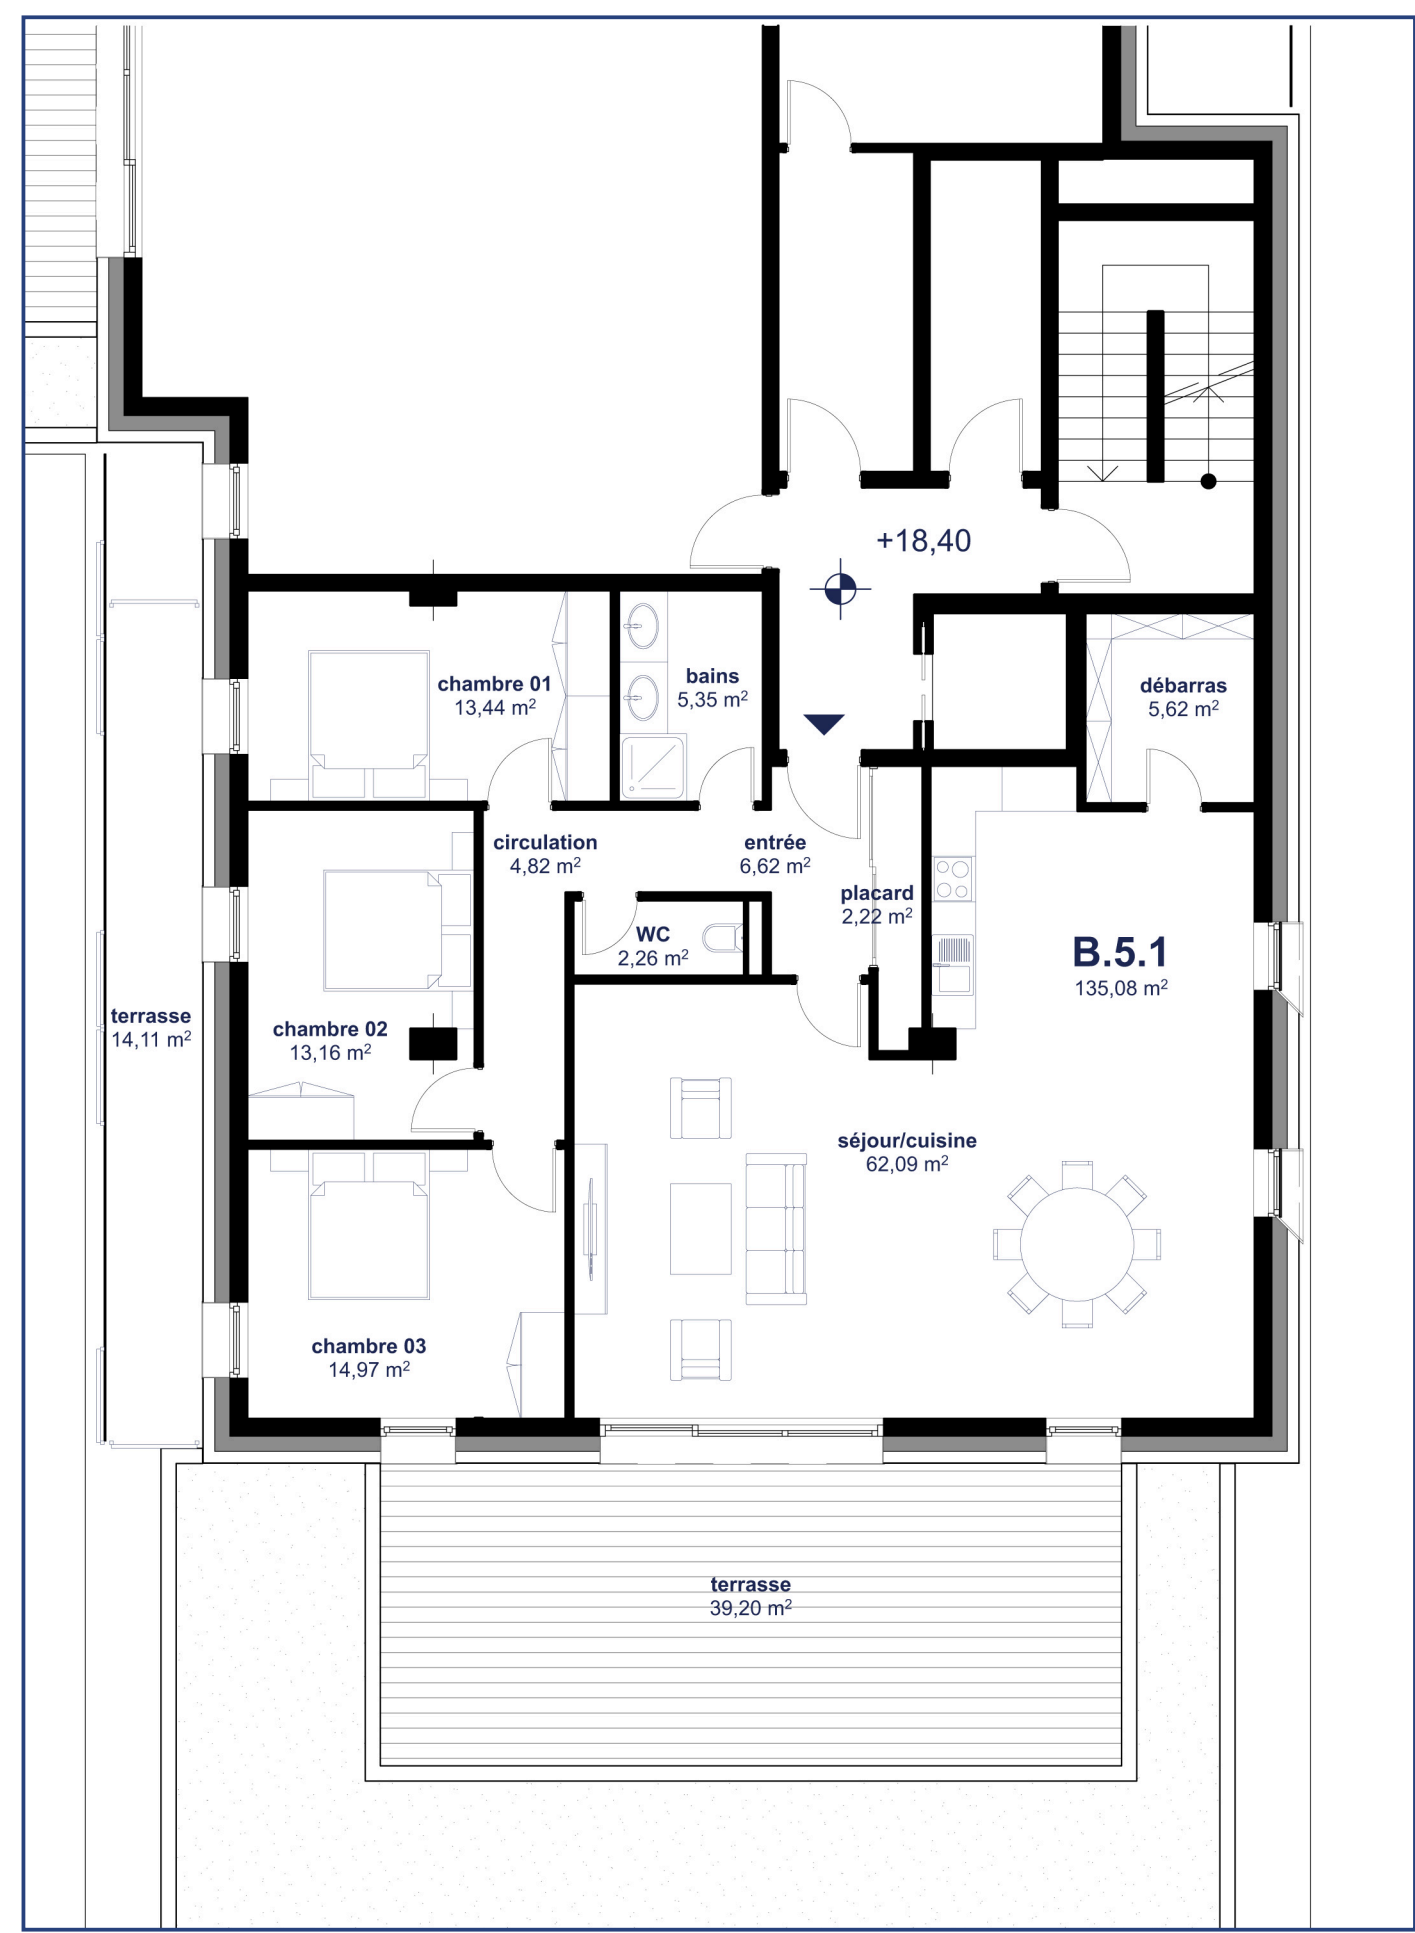 +18,40
chambre 01
13,44 m²
bains
5,35 m²
débarras
5,62 m²
circulation
4,82 m²
entrée
6,62 m²
placard
2,22 m²
WC
2,26 m²
B.5.1
135,08 m²
terrasse
14,11 m²
chambre 02
13,16 m²
séjour/cuisine
62,09 m²
chambre 03
14,97 m²
terrasse
39,20 m²